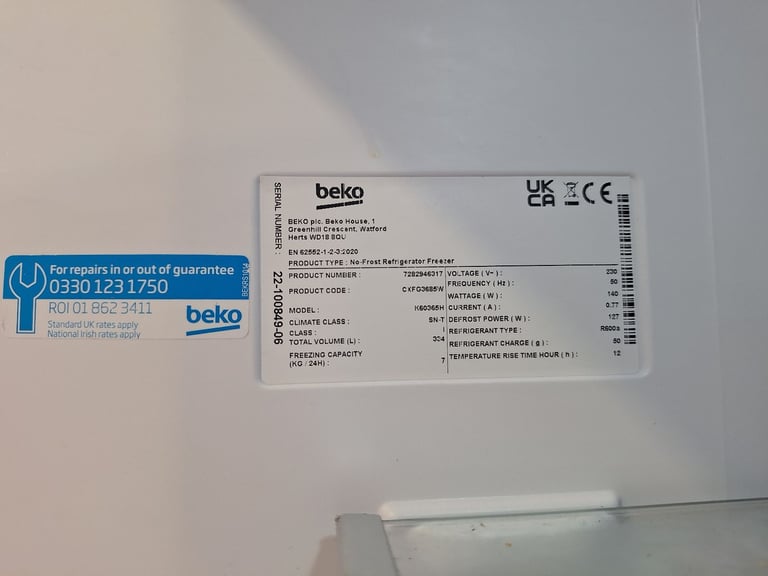 For repairs in or out of guarantee
0330 123 1750
ROI 01 862 3411
Standard UK rates apply
National Irish rates apply
beko
SERIAL NUMBER :
22-100849-06
beko
UK
CA
CE
BEKO plc. Beko House, 1
Greenhill Crescent, Watford
Herts WD18 8QU
EN 62552-1-2-3:2020
PRODUCT TYPE : No-Frost Refrigerator Freezer
PRODUCT NUMBER : 7282946317
PRODUCT CODE : CXFG3685W
MODEL : K60365H
CLIMATE CLASS : SN-T
CLASS : I
TOTAL VOLUME (L) : 334
FREEZING CAPACITY
(KG / 24H) : 7
VOLTAGE (V~) : 230
FREQUENCY (Hz) : 50
WATTAGE (W) : 140
CURRENT (A) : 0.77
DEFROST POWER (W) : 127
REFRIGERANT TYPE : R600a
REFRIGERANT CHARGE (g) : 50
TEMPERATURE RISE TIME HOUR (h) : 12